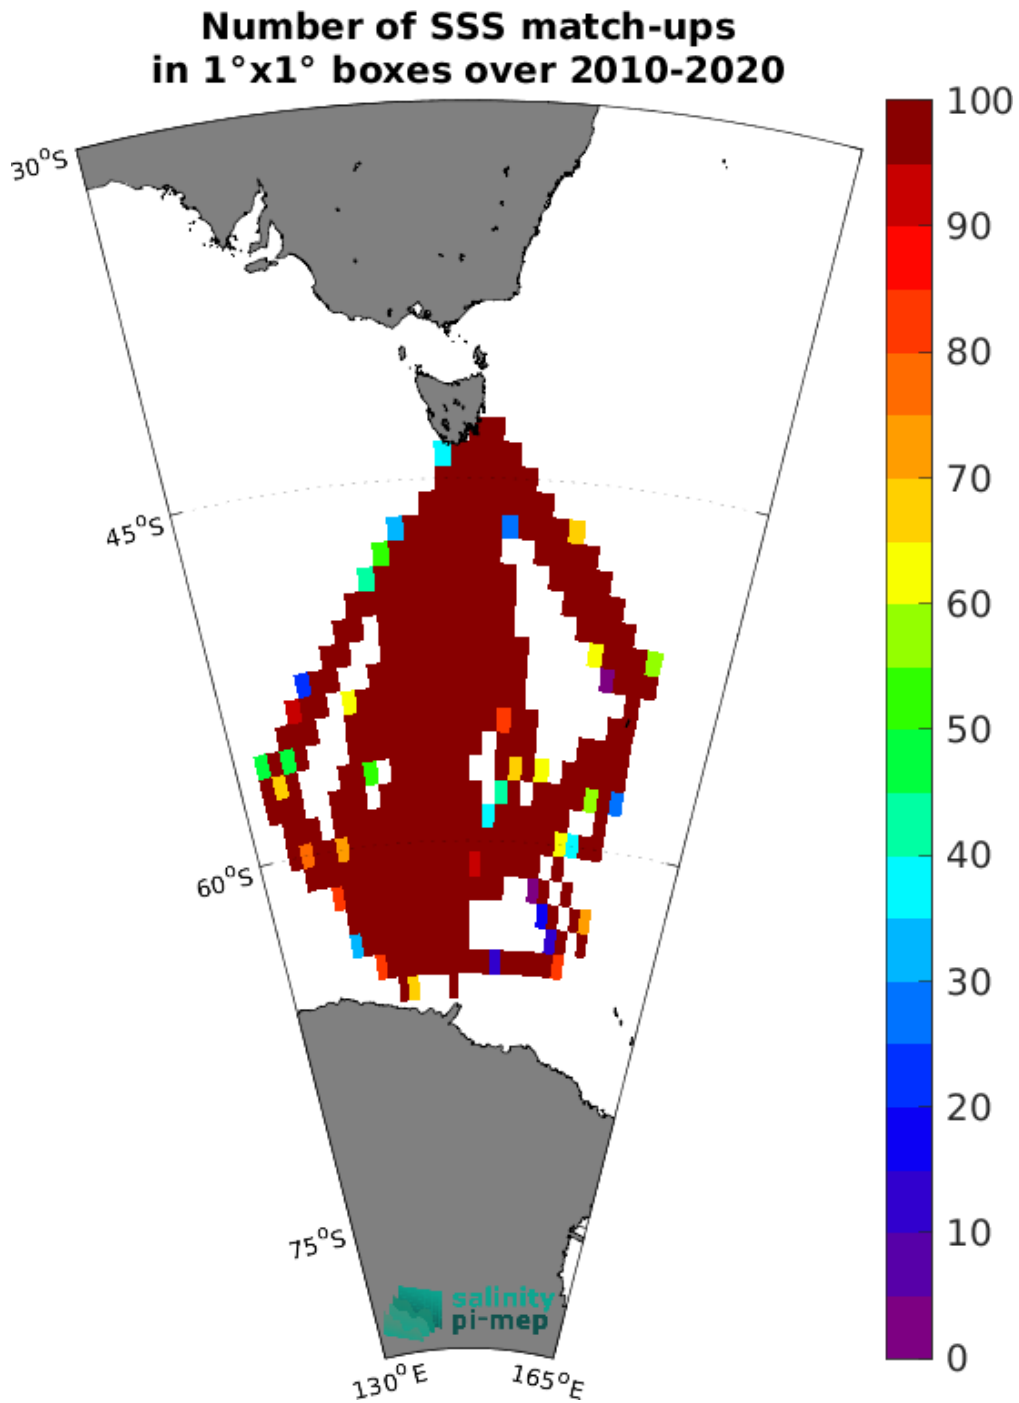 Number of SSS match-ups
in 1°x1° boxes over 2010-2020
100
30°S
90
80
70
45°S
60
50
40
60°S
30
20
10
75°S
salinity
pi-mep
0
130°E
165°E